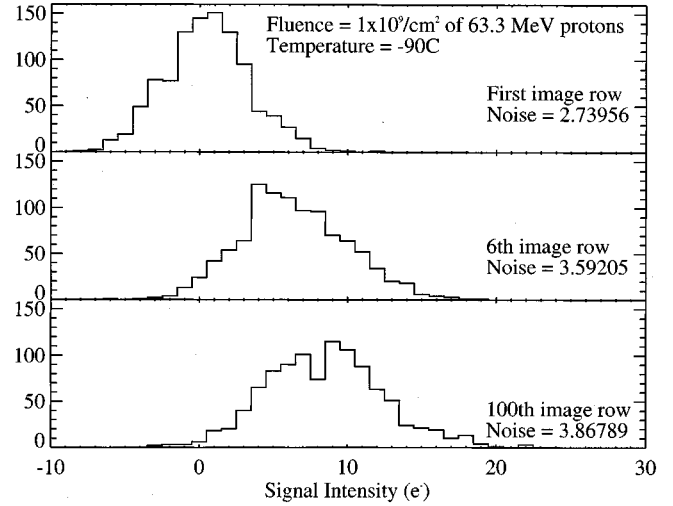 150
100
50
0
Fluence = 1x10⁹/cm² of 63.3 MeV protons
Temperature = -90C
First image row
Noise = 2.73956
150
100
50
0
6th image row
Noise = 3.59205
150
100
50
0
100th image row
Noise = 3.86789
-10 0 10 20 30
Signal Intensity (e⁻)